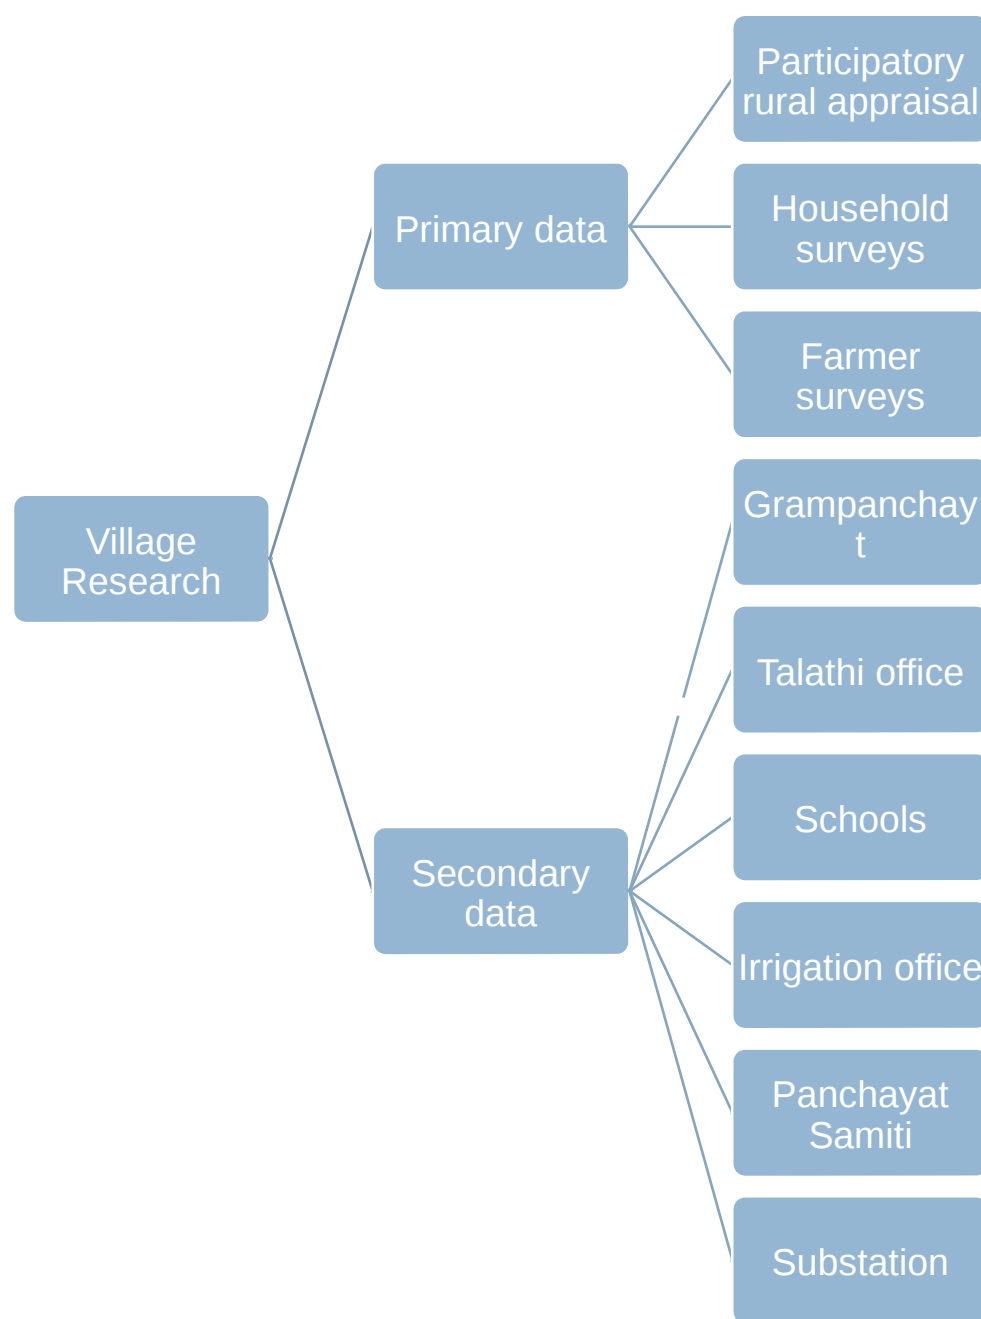 Participatory
rural appraisal
Primary data
Household
surveys
Farmer
surveys
Village
Research
Grampanchay
t
Talathi office
Schools
Secondary
data
Irrigation office
Panchayat
Samiti
Substation